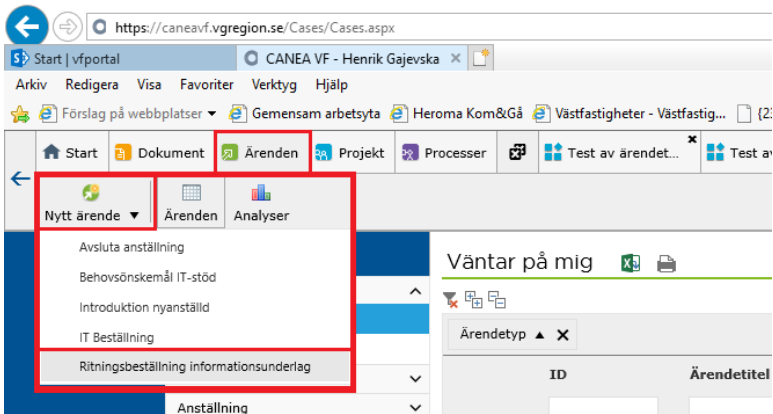 https://caneavf.vgregion.se/Cases/Cases.aspx
Start | vfportal
CANEA VF - Henrik Gajevska
Arkiv Redigera Visa Favoriter Verktyg Hjälp
Förslag på webbplatser Gemensam arbetsyta Heroma Kom&Gå Västfastigheter - Västfastig... {23
Start Dokument Ärenden Projekt Processer Test av ärendet... Test av
Nytt ärende Ärenden Analyser
Avsluta anställning
Behovsönskemål IT-stöd
Introduktion nyanställd
IT Beställning
Ritningsbeställning informationsunderlag
Anställning
Väntar på mig
Ärendetyp
ID Ärendetitel